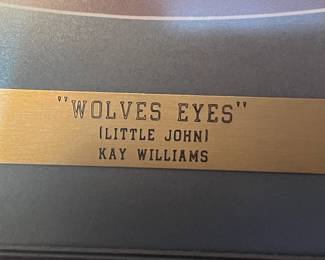 "WOLVES EYES"
(LITTLE JOHN)
KAY WILLIAMS